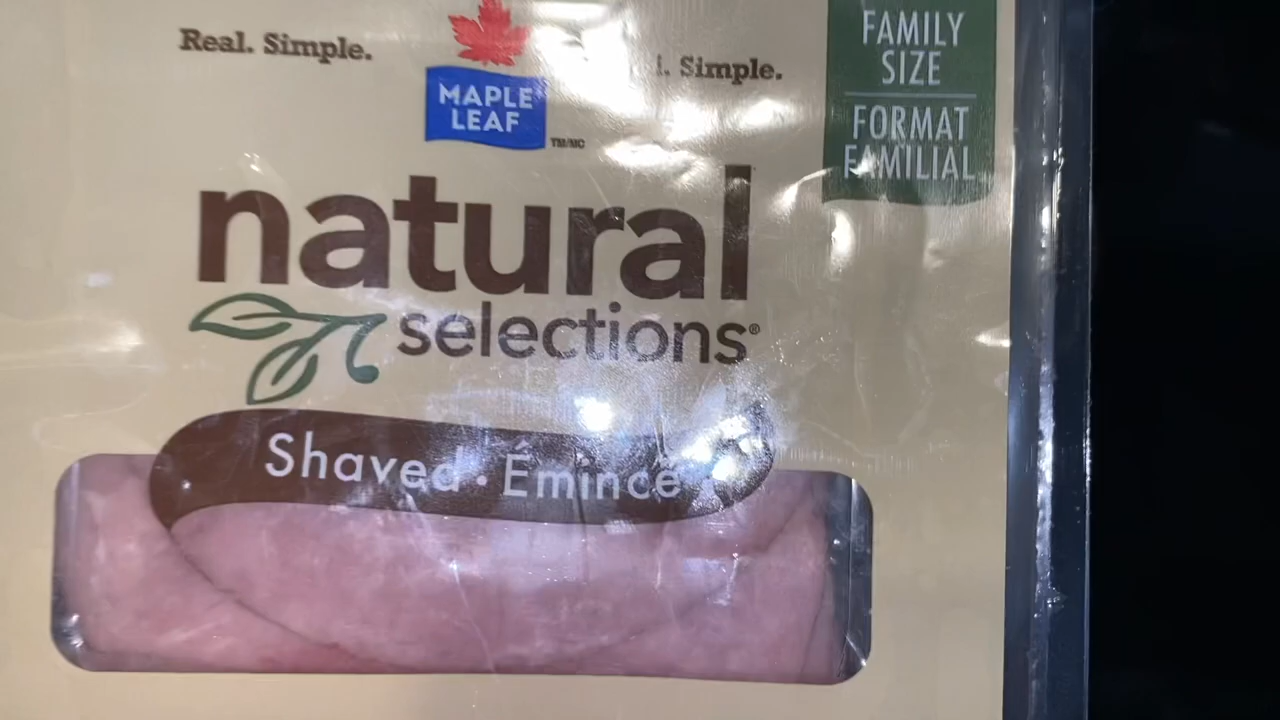 Real. Simple.
l. Simple.
MAPLE
LEAF
TM/MC
FAMILY
SIZE
FORMAT
FAMILIAL
natural
selections®
Shaved · Émincé